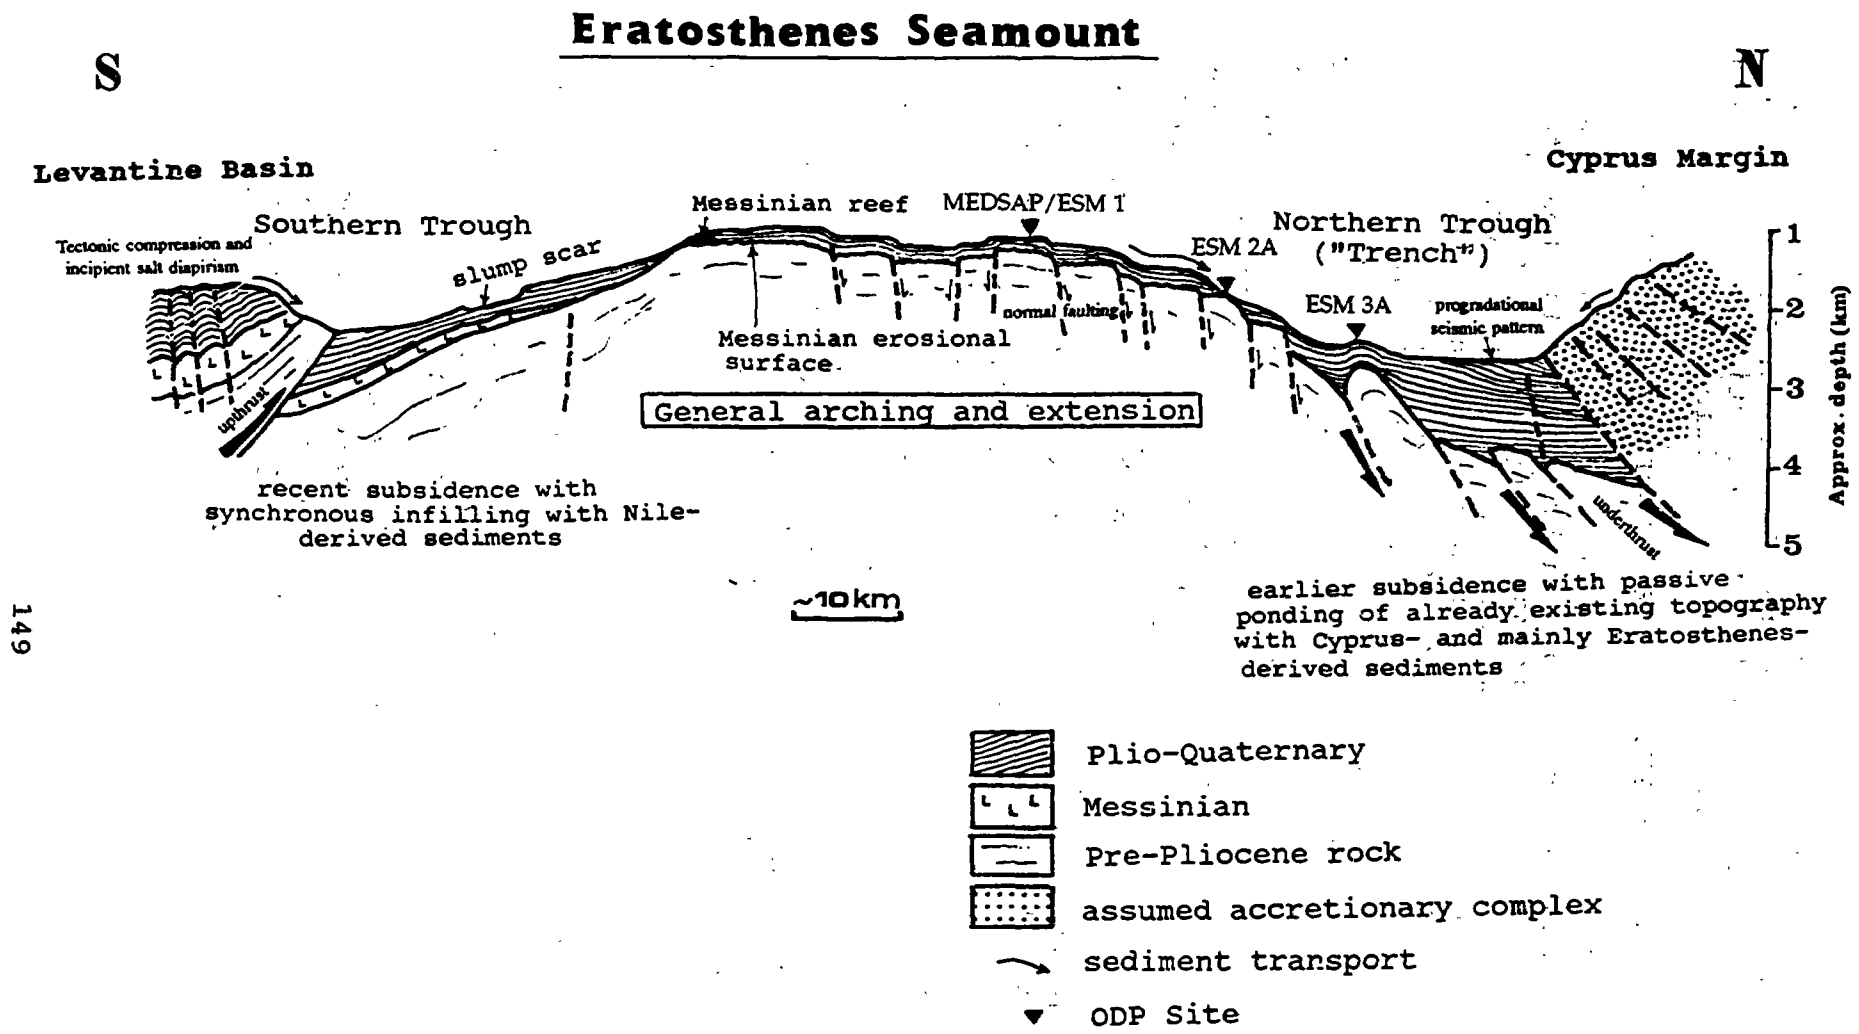 Eratosthenes Seamount
S
N
Levantine Basin
Cyprus Margin
Southern Trough
Tectonic compression and
incipient salt diapirism
slump scar
Messinian reef
MEDSAP/ESM 1
ESM 2A
Northern Trough
("Trench")
ESM 3A
progradational
seismic pattern
normal faulting
Messinian erosional
surface
General arching and extension
upthrust
underthrust
1
2
3
4
5
Approx. depth (km)
recent subsidence with
synchronous infilling with Nile-
derived sediments
~10km
earlier subsidence with passive
ponding of already existing topography
with Cyprus- and mainly Eratosthenes-
derived sediments
149
Plio-Quaternary
Messinian
Pre-Pliocene rock
assumed accretionary complex
sediment transport
ODP Site